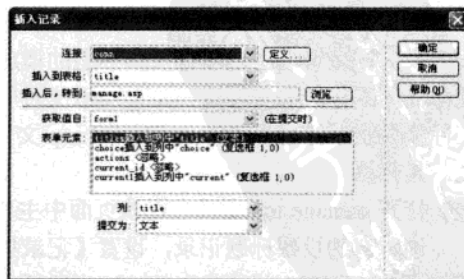 插入记录
连接: conn 定义... 确定
插入到表格: title 取消
插入后，转到: manage.asp 浏览... 帮助(H)
获取值自: form1 (在提交时)
表单元素:
choice插入到列中"choice" (复选框 1,0)
actions <忽略>
current_id <忽略>
current1插入到列中"current" (复选框 1,0)
列: title
提交为: 文本